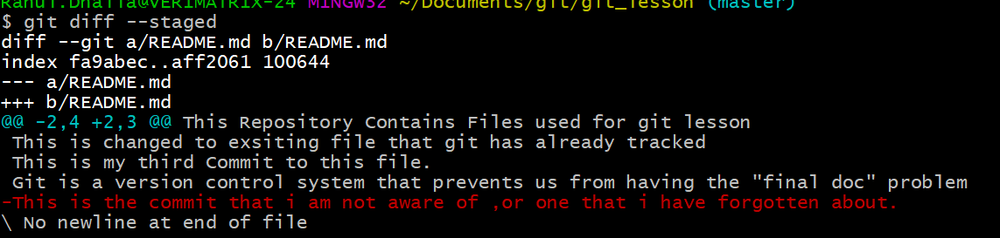 Rahul.Dhatta@VERIMATRIX-24 MINGW32 ~/Documents/git/git_lesson (master)
$ git diff --staged
diff --git a/README.md b/README.md
index fa9abec..aff2061 100644
--- a/README.md
+++ b/README.md
@@ -2,4 +2,3 @@ This Repository Contains Files used for git lesson
 This is changed to exsiting file that git has already tracked
 This is my third Commit to this file.
 Git is a version control system that prevents us from having the "final doc" problem
-This is the commit that i am not aware of ,or one that i have forgotten about.
\ No newline at end of file